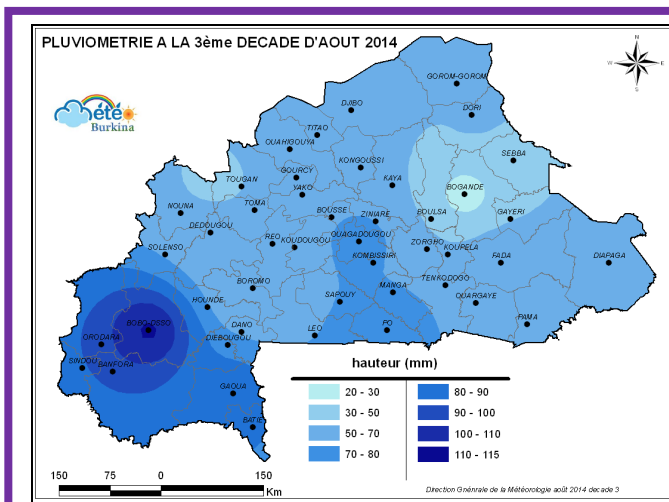 PLUVIOMETRIE A LA 3ème DECADE D'AOUT 2014
N
W E
S
Météo
Burkina
GOROM-GOROM
DJIBO
DORI
TITAO
OUAHIGOUYA
KONGOUSSI
SEBBA
TOUGAN
GOURCY
KAYA
BOGANDE
YAKO
NOUNA
TOMA
BOUSSE
ZINIARE
BOULSA
GAYERI
DEDOUGOU
OUAGADOUGOU
REO
KOUDOUGOU
ZORGHO
KOUPELA
SOLENSO
KOMBISSIRI
FADA
DIAPAGA
BOROMO
MANGA
TENKODOGO
HOUNDE
SAPOUY
OUARGAYE
BOBO-DSSO
DANO
LEO
PO
PAMA
ORODARA
DIEBOUGOU
SINDOU
BANFORA
GAOUA
BATIE
hauteur (mm)
20 - 30 80 - 90
30 - 50 90 - 100
50 - 70 100 - 110
70 - 80 110 - 115
150 75 0 150
Km
Direction Gnénrale de la Météorologie août 2014 decade 3